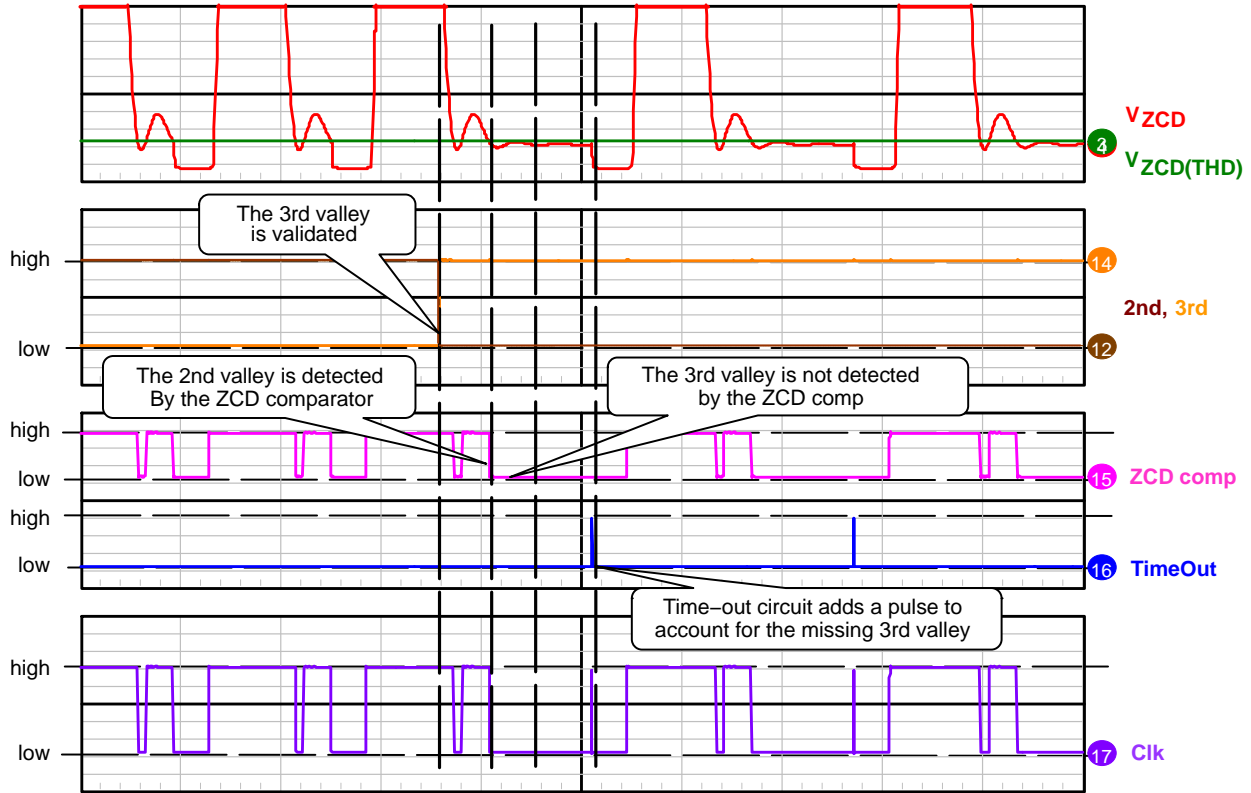 VZCD
3
4
VZCD(THD)
The 3rd valley
is validated
high
14
2nd, 3rd
low
12
The 2nd valley is detected
By the ZCD comparator
The 3rd valley is not detected
by the ZCD comp
high
low
15 ZCD comp
high
low
16 TimeOut
Time–out circuit adds a pulse to
account for the missing 3rd valley
high
low
17 Clk